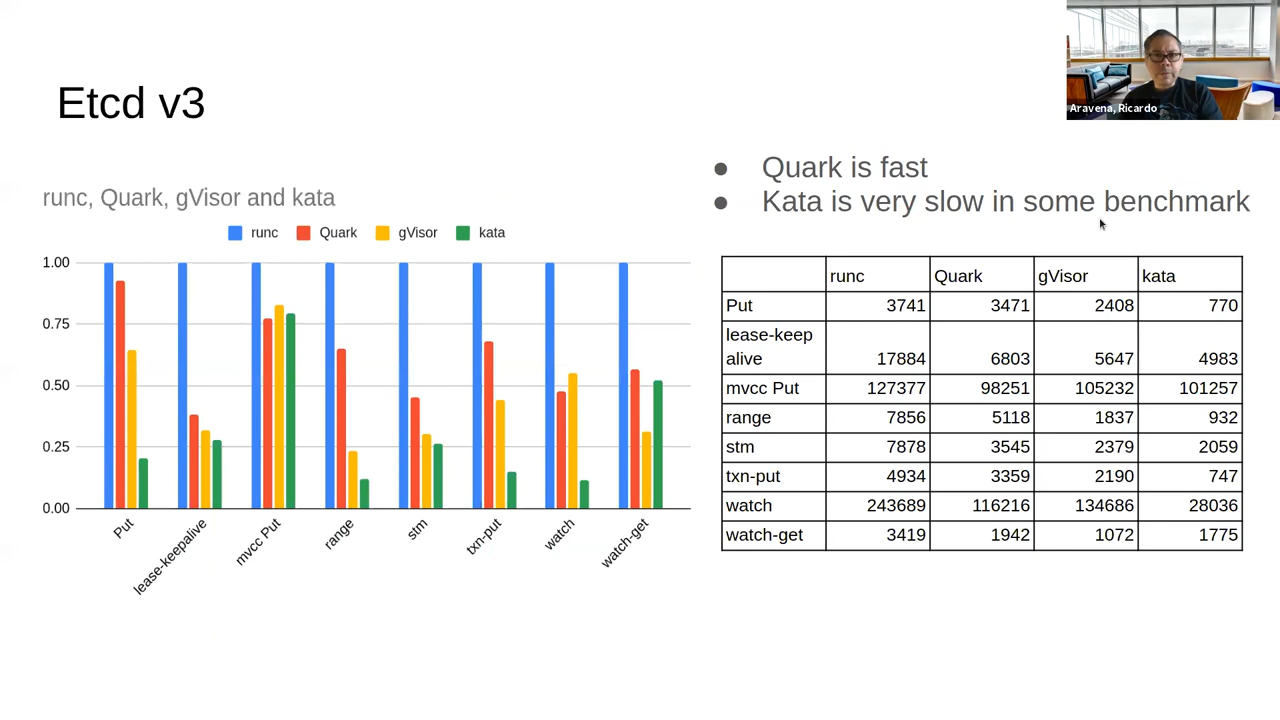 Aravena, Ricardo
Etcd v3
runc, Quark, gVisor and kata
runc Quark gVisor kata
1.00
0.75
0.50
0.25
0.00
Put
lease-keepalive
mvcc Put
range
stm
txn-put
watch
watch-get
● Quark is fast
● Kata is very slow in some benchmark
runc Quark gVisor kata
Put 3741 3471 2408 770
lease-keep
alive 17884 6803 5647 4983
mvcc Put 127377 98251 105232 101257
range 7856 5118 1837 932
stm 7878 3545 2379 2059
txn-put 4934 3359 2190 747
watch 243689 116216 134686 28036
watch-get 3419 1942 1072 1775